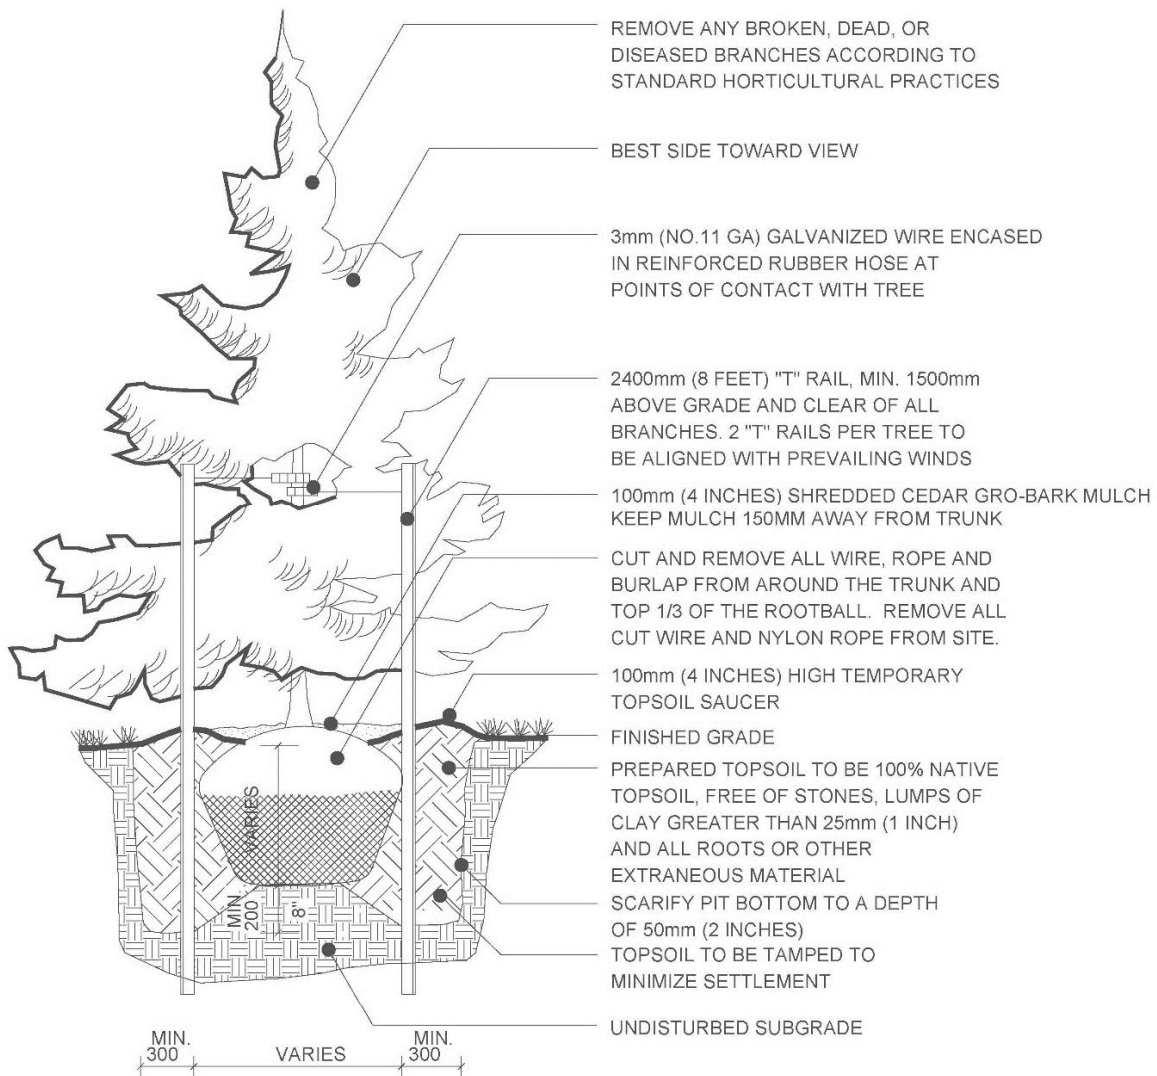 REMOVE ANY BROKEN, DEAD, OR
DISEASED BRANCHES ACCORDING TO
STANDARD HORTICULTURAL PRACTICES
BEST SIDE TOWARD VIEW
3mm (NO.11 GA) GALVANIZED WIRE ENCASED
IN REINFORCED RUBBER HOSE AT
POINTS OF CONTACT WITH TREE
2400mm (8 FEET) "T" RAIL, MIN. 1500mm
ABOVE GRADE AND CLEAR OF ALL
BRANCHES. 2 "T" RAILS PER TREE TO
BE ALIGNED WITH PREVAILING WINDS
100mm (4 INCHES) SHREDDED CEDAR GRO-BARK MULCH
KEEP MULCH 150MM AWAY FROM TRUNK
CUT AND REMOVE ALL WIRE, ROPE AND
BURLAP FROM AROUND THE TRUNK AND
TOP 1/3 OF THE ROOTBALL. REMOVE ALL
CUT WIRE AND NYLON ROPE FROM SITE.
100mm (4 INCHES) HIGH TEMPORARY
TOPSOIL SAUCER
FINISHED GRADE
PREPARED TOPSOIL TO BE 100% NATIVE
TOPSOIL, FREE OF STONES, LUMPS OF
CLAY GREATER THAN 25mm (1 INCH)
AND ALL ROOTS OR OTHER
EXTRANEOUS MATERIAL
SCARIFY PIT BOTTOM TO A DEPTH
OF 50mm (2 INCHES)
TOPSOIL TO BE TAMPED TO
MINIMIZE SETTLEMENT
UNDISTURBED SUBGRADE
VARIES
MIN.
200
8"
MIN.
300
VARIES
MIN.
300